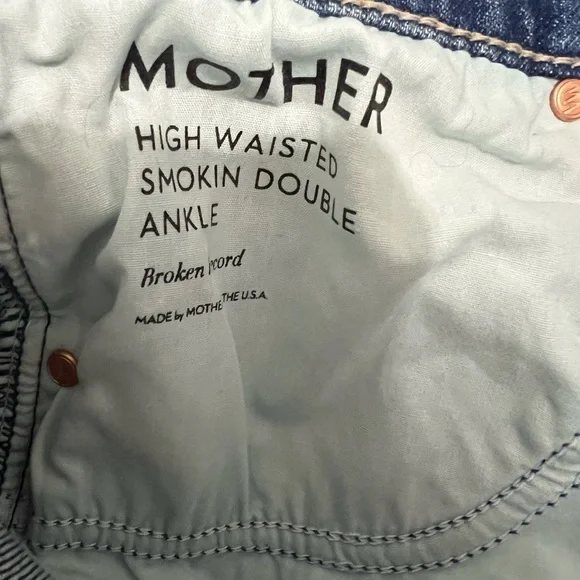 MOTHER
HIGH WAISTED
SMOKIN DOUBLE
ANKLE
Broken
MADE by THE U.S.A.